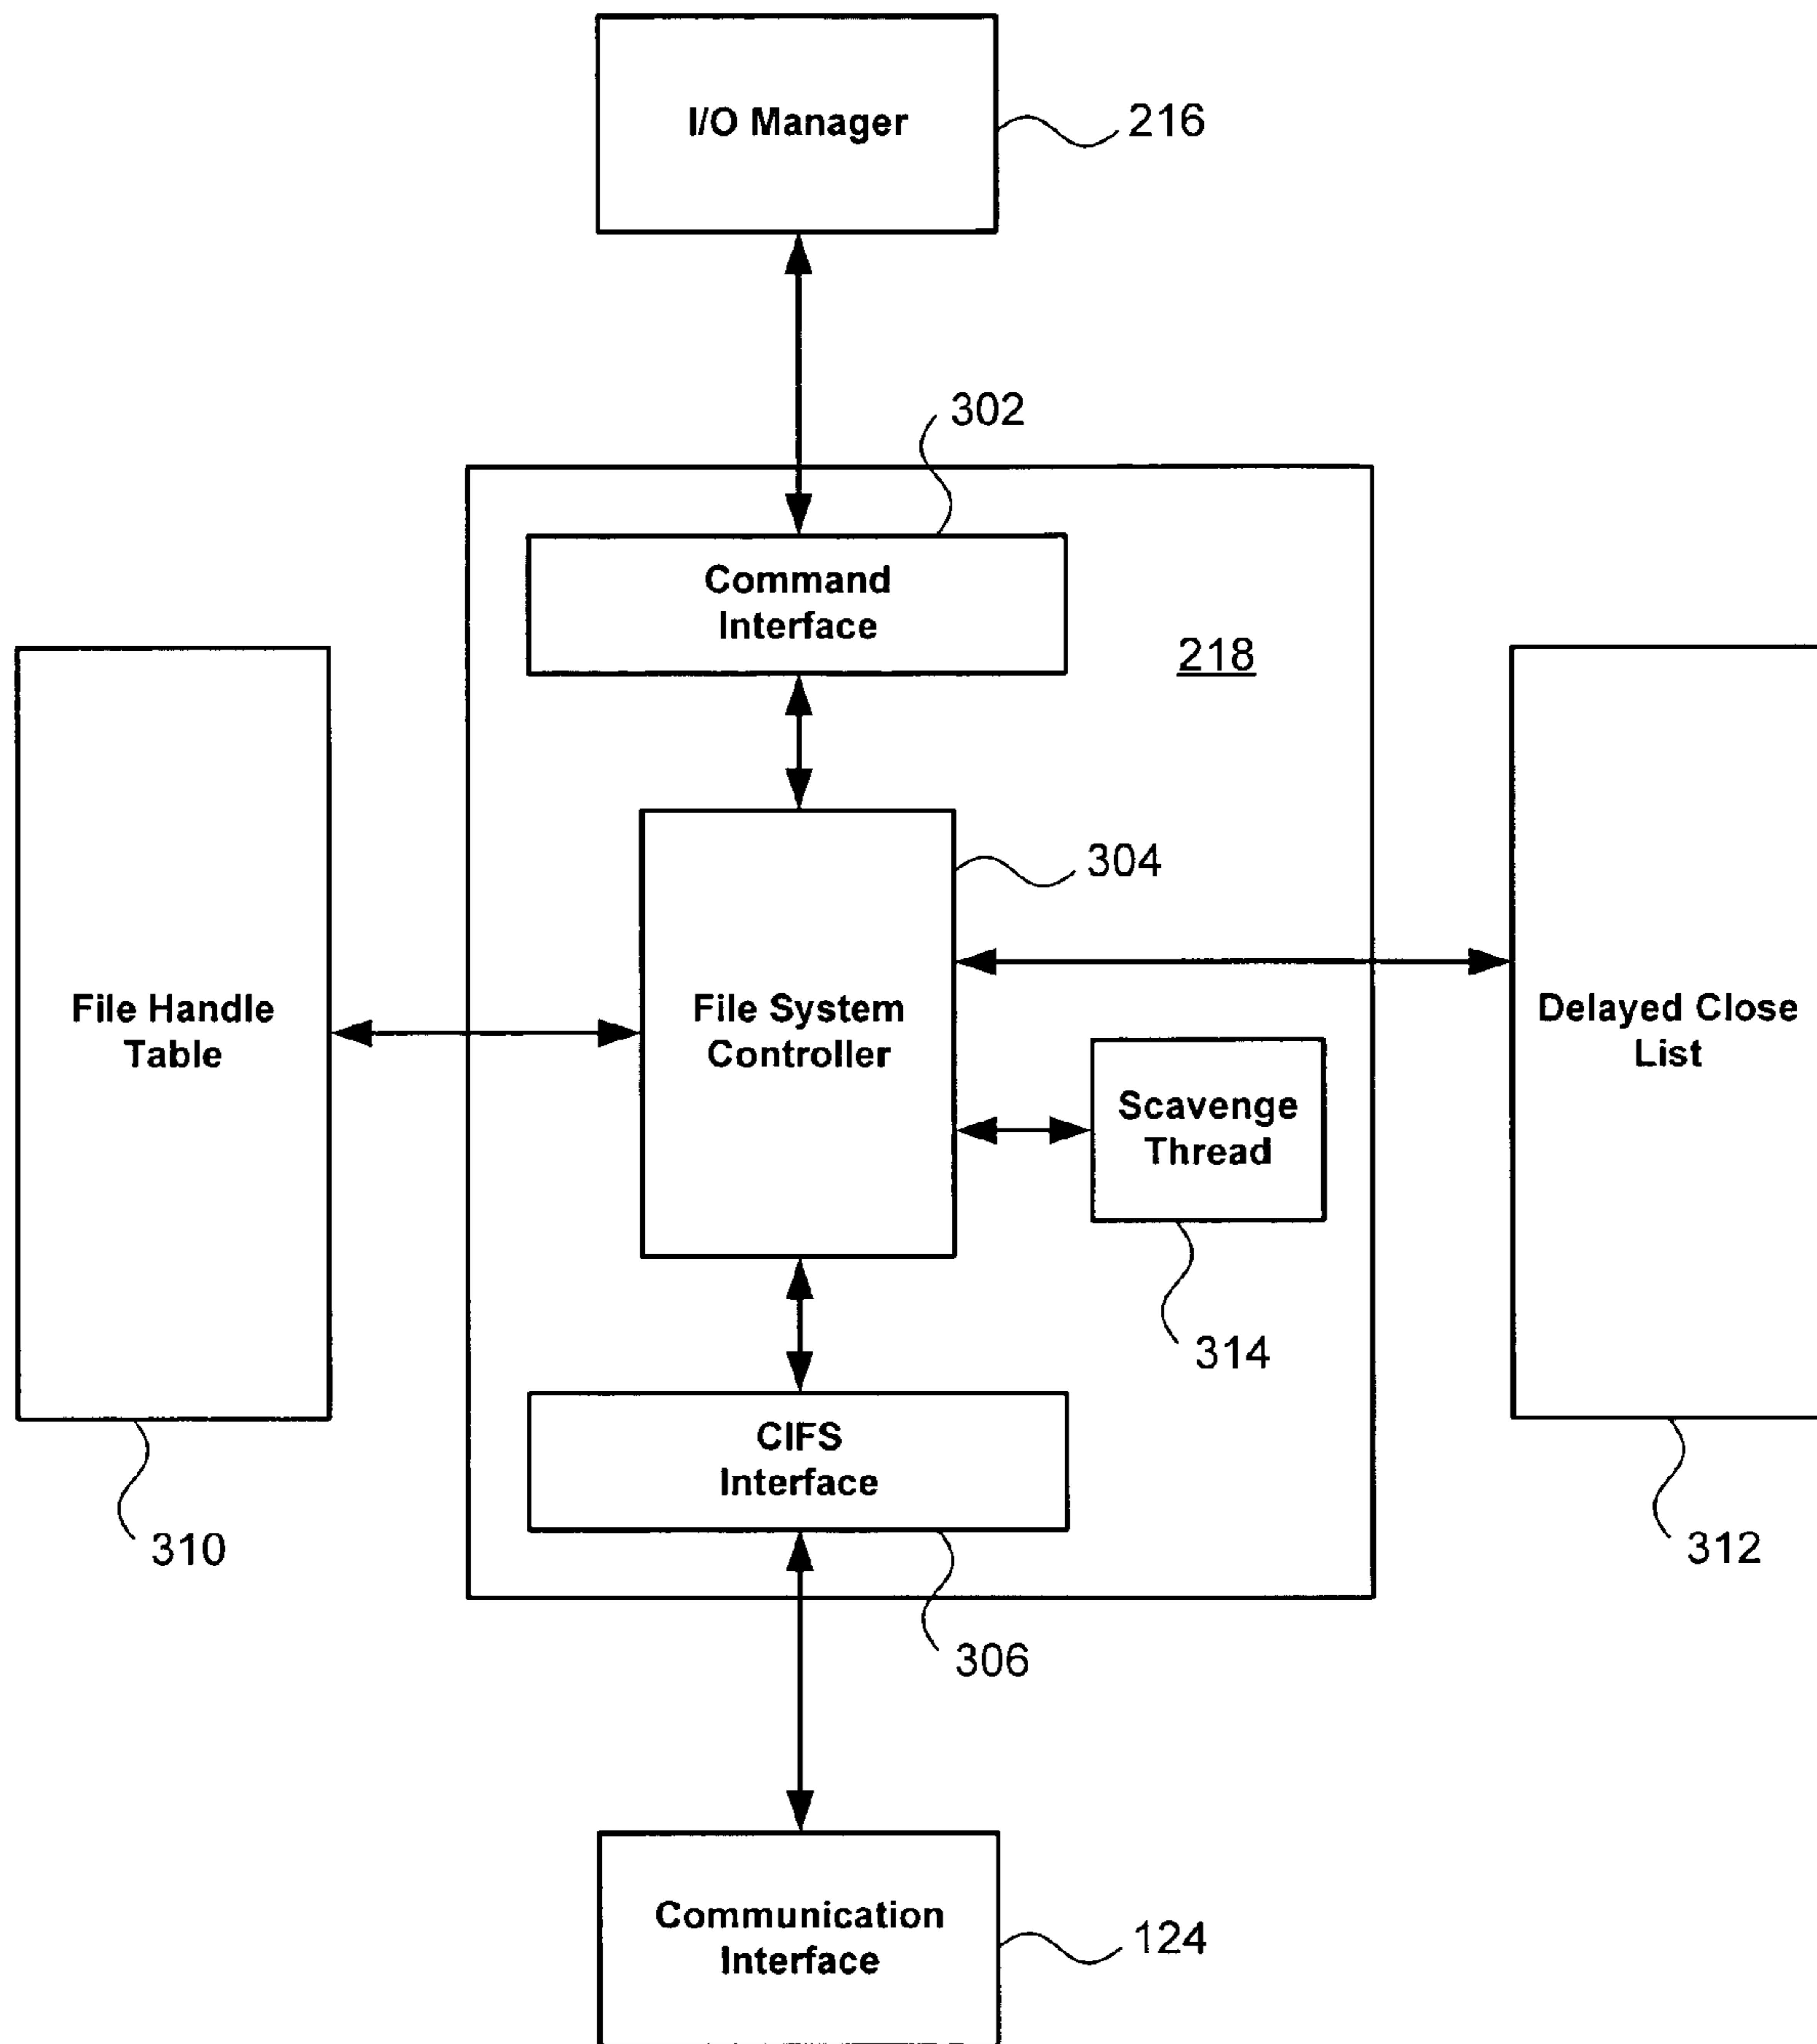 I/O Manager
216
302
Command
Interface
218
304
File Handle
Table
File System
Controller
Delayed Close
List
Scavenge
Thread
314
CIFS
Interface
310
312
306
Communication
Interface
124